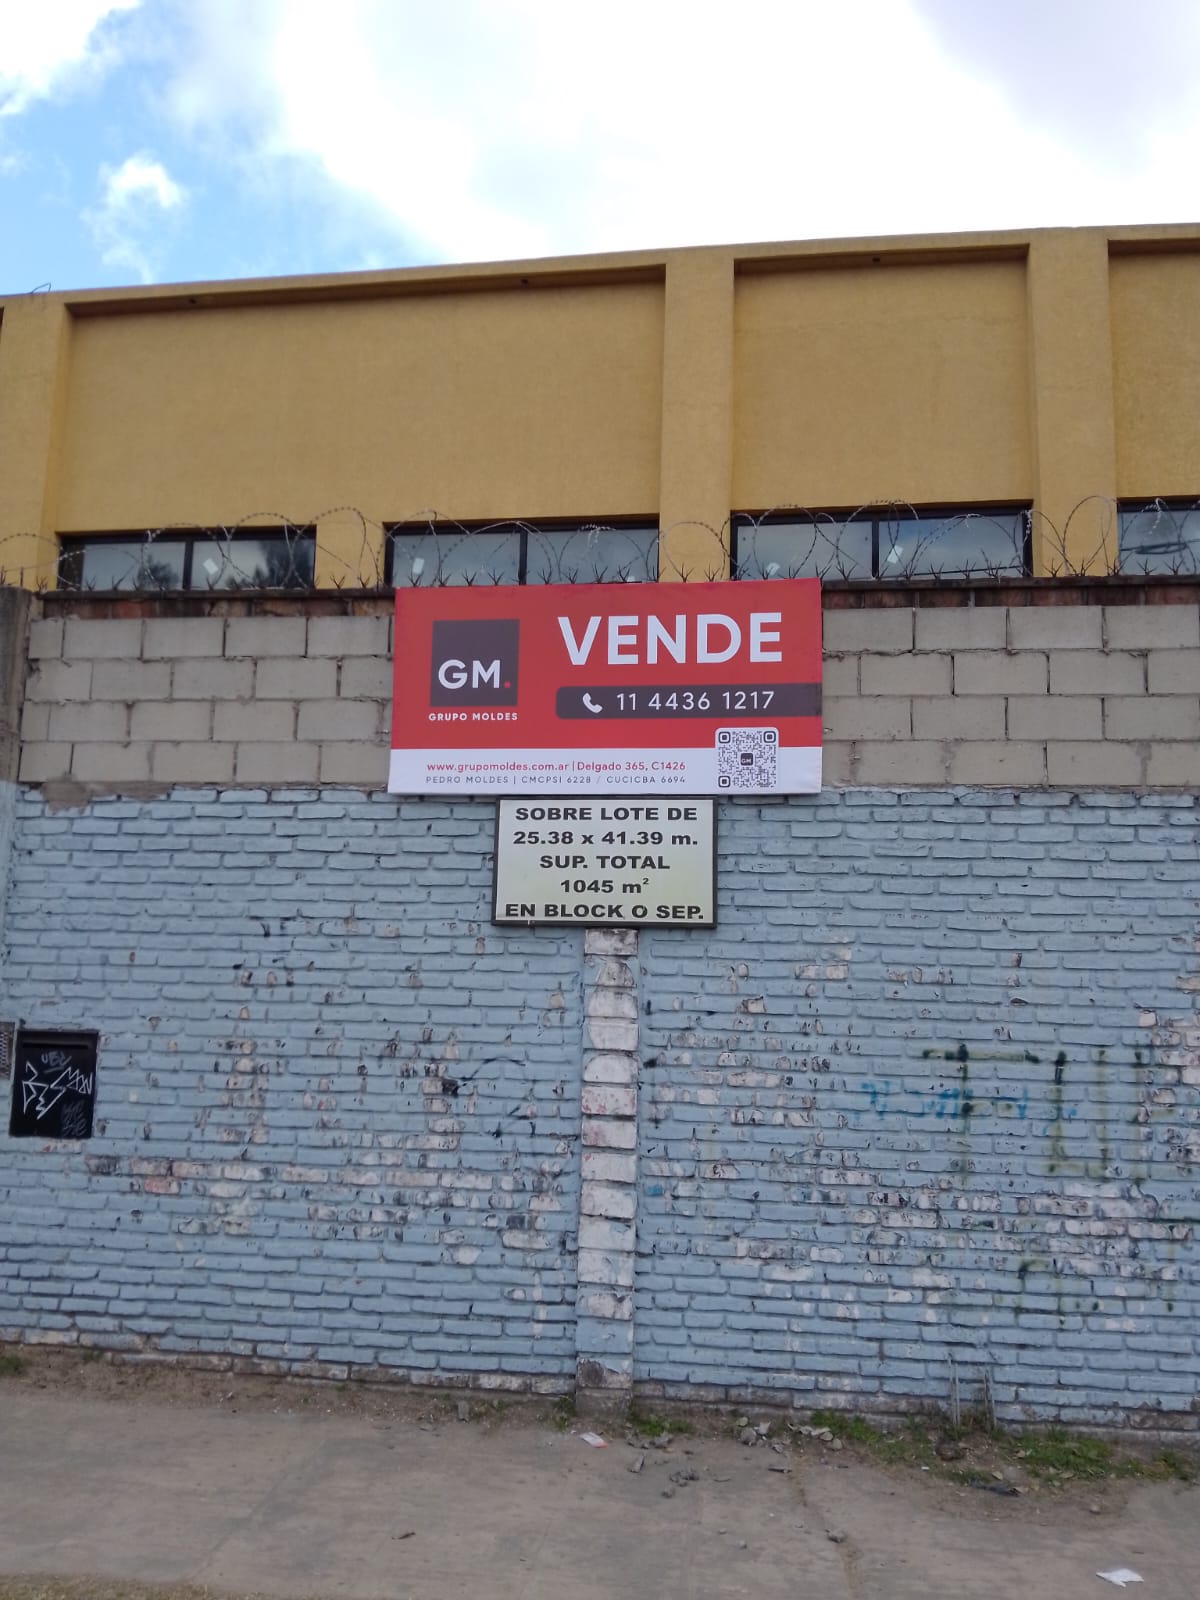 GM.
GRUPO MOLDES
VENDE
11 4436 1217
www.grupomoldes.com.ar | Delgado 365, C1426
PEDRO MOLDES | CMCPSI 6228 / CUCICBA 6694
GM
SOBRE LOTE DE
25.38 x 41.39 m.
SUP. TOTAL
1045 m²
EN BLOCK O SEP.